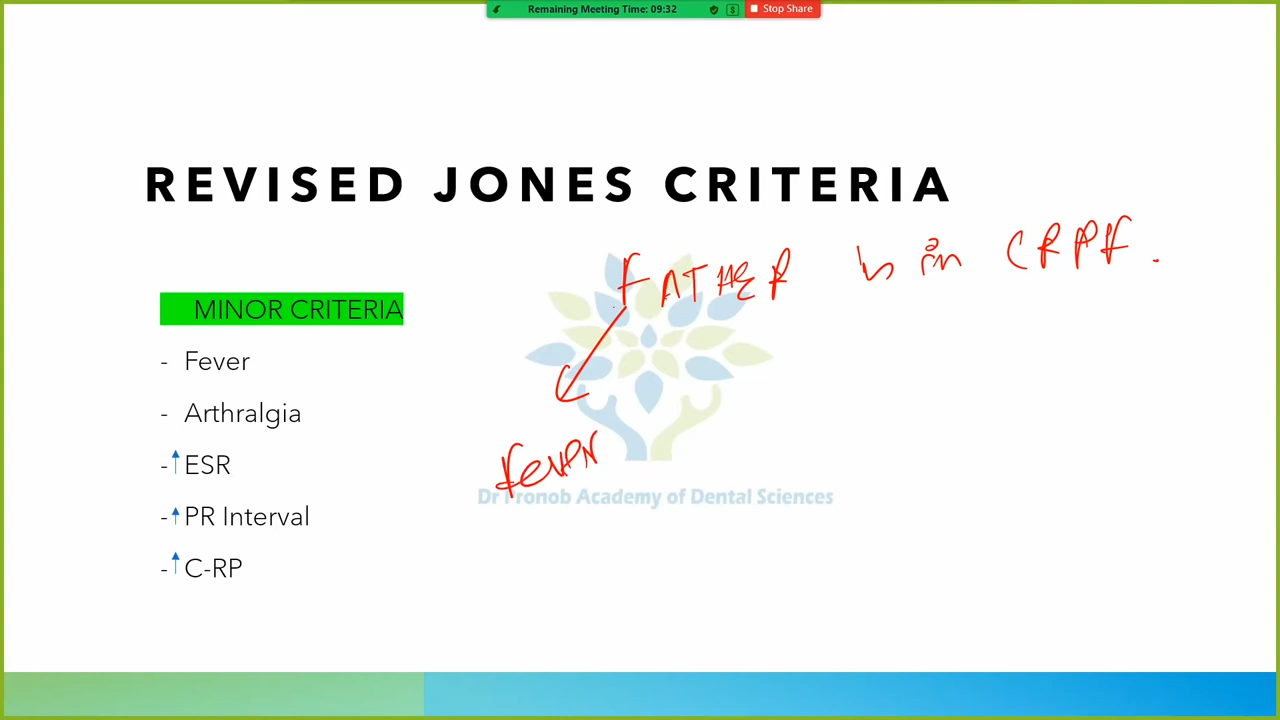 Remaining Meeting Time: 09:32
Stop Share
REVISED JONES CRITERIA
FATHER is in CRPF.
MINOR CRITERIA
- Fever
- Arthralgia
-↑ESR
-↑PR Interval
-↑C-RP
Fever
Dr Pronob Academy of Dental Sciences